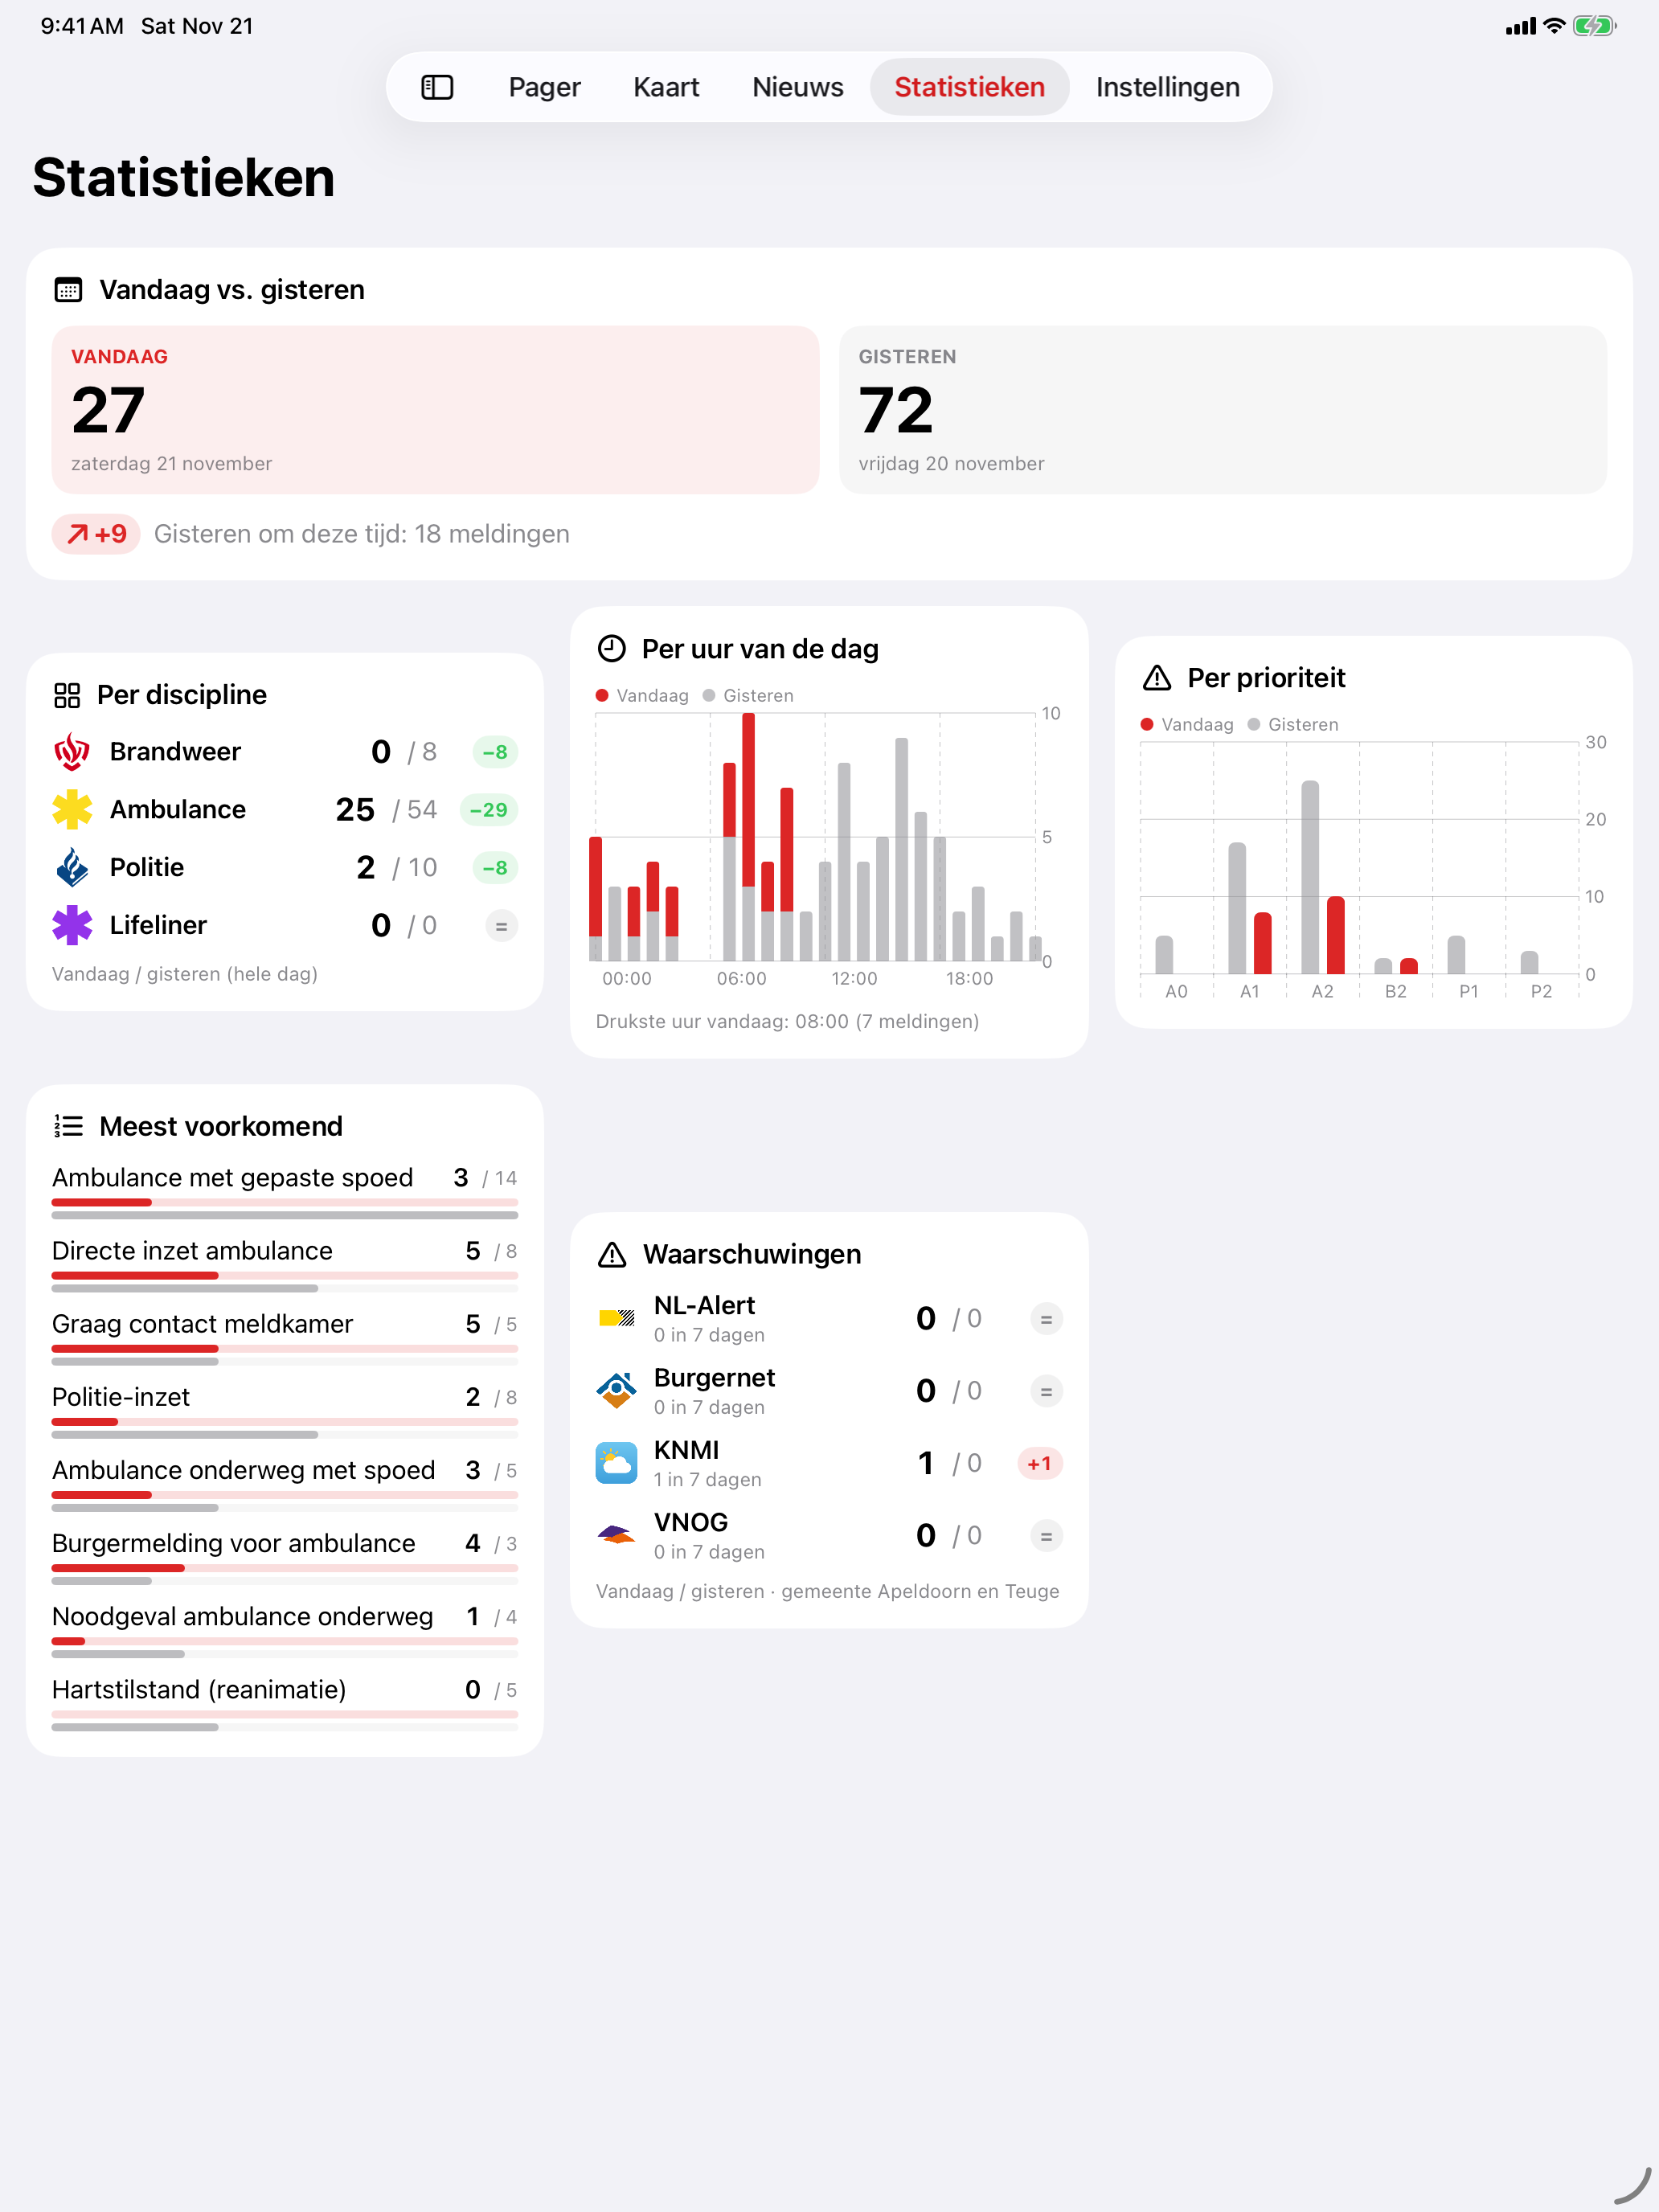 9:41 AM Sat Nov 21
Pager Kaart Nieuws Statistieken Instellingen
Statistieken
Vandaag vs. gisteren
VANDAAG
27
zaterdag 21 november
GISTEREN
72
vrijdag 20 november
+9 Gisteren om deze tijd: 18 meldingen
Per discipline
Brandweer 0 / 8 −8
Ambulance 25 / 54 −29
Politie 2 / 10 −8
Lifeliner 0 / 0 =
Vandaag / gisteren (hele dag)
Per uur van de dag
Vandaag Gisteren
10
5
0
00:00 06:00 12:00 18:00
Drukste uur vandaag: 08:00 (7 meldingen)
Per prioriteit
Vandaag Gisteren
30
20
10
0
A0 A1 A2 B2 P1 P2
Meest voorkomend
Ambulance met gepaste spoed 3 / 14
Directe inzet ambulance 5 / 8
Graag contact meldkamer 5 / 5
Politie-inzet 2 / 8
Ambulance onderweg met spoed 3 / 5
Burgermelding voor ambulance 4 / 3
Noodgeval ambulance onderweg 1 / 4
Hartstilstand (reanimatie) 0 / 5
Waarschuwingen
NL-Alert 0 / 0 =
0 in 7 dagen
Burgernet 0 / 0 =
0 in 7 dagen
KNMI 1 / 0 +1
1 in 7 dagen
VNOG 0 / 0 =
0 in 7 dagen
Vandaag / gisteren · gemeente Apeldoorn en Teuge